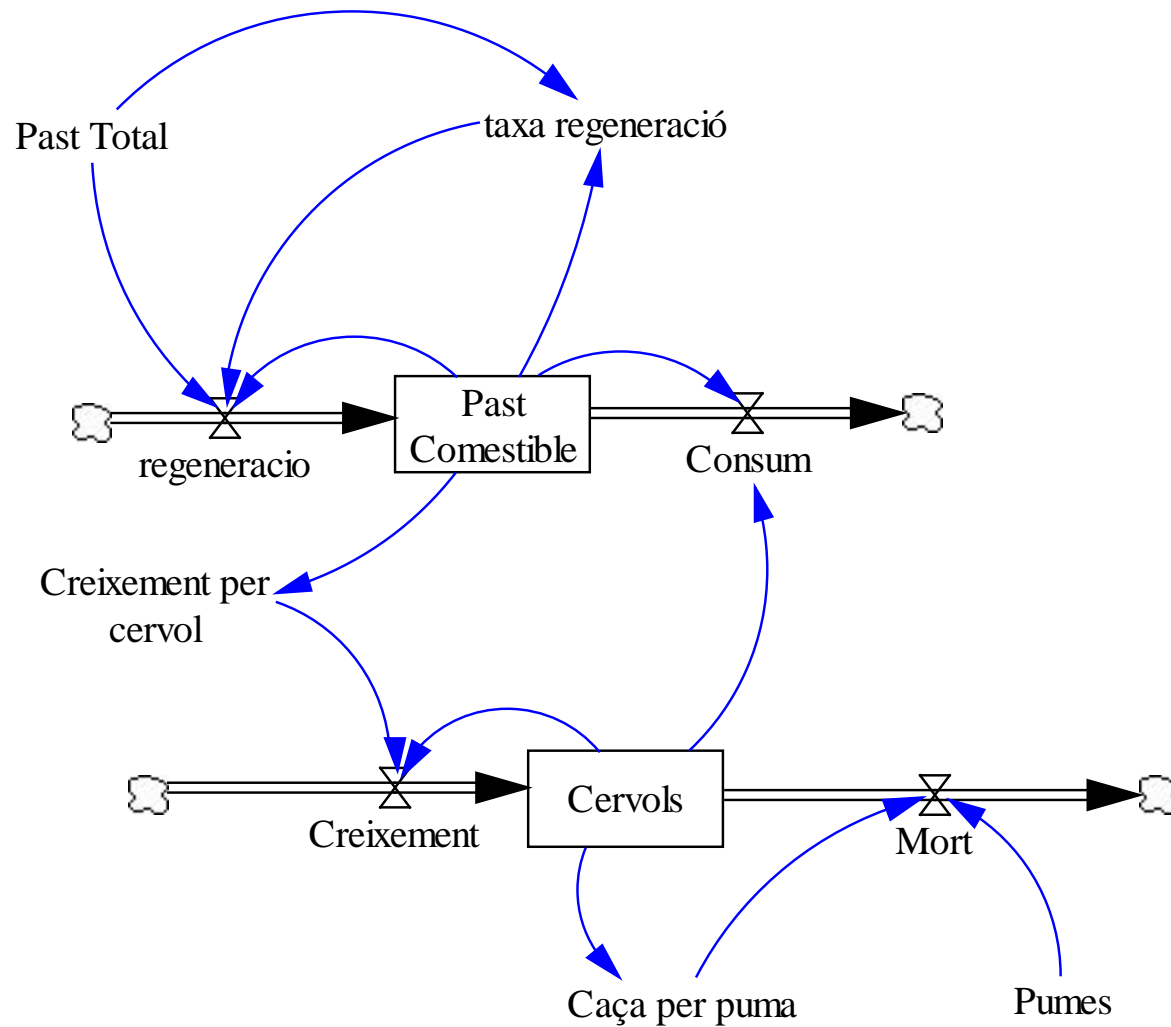 Past Total
taxa regeneració
Past
Comestible
regeneracio
Consum
Creixement per
cervol
Cervols
Creixement
Mort
Caça per puma
Pumes